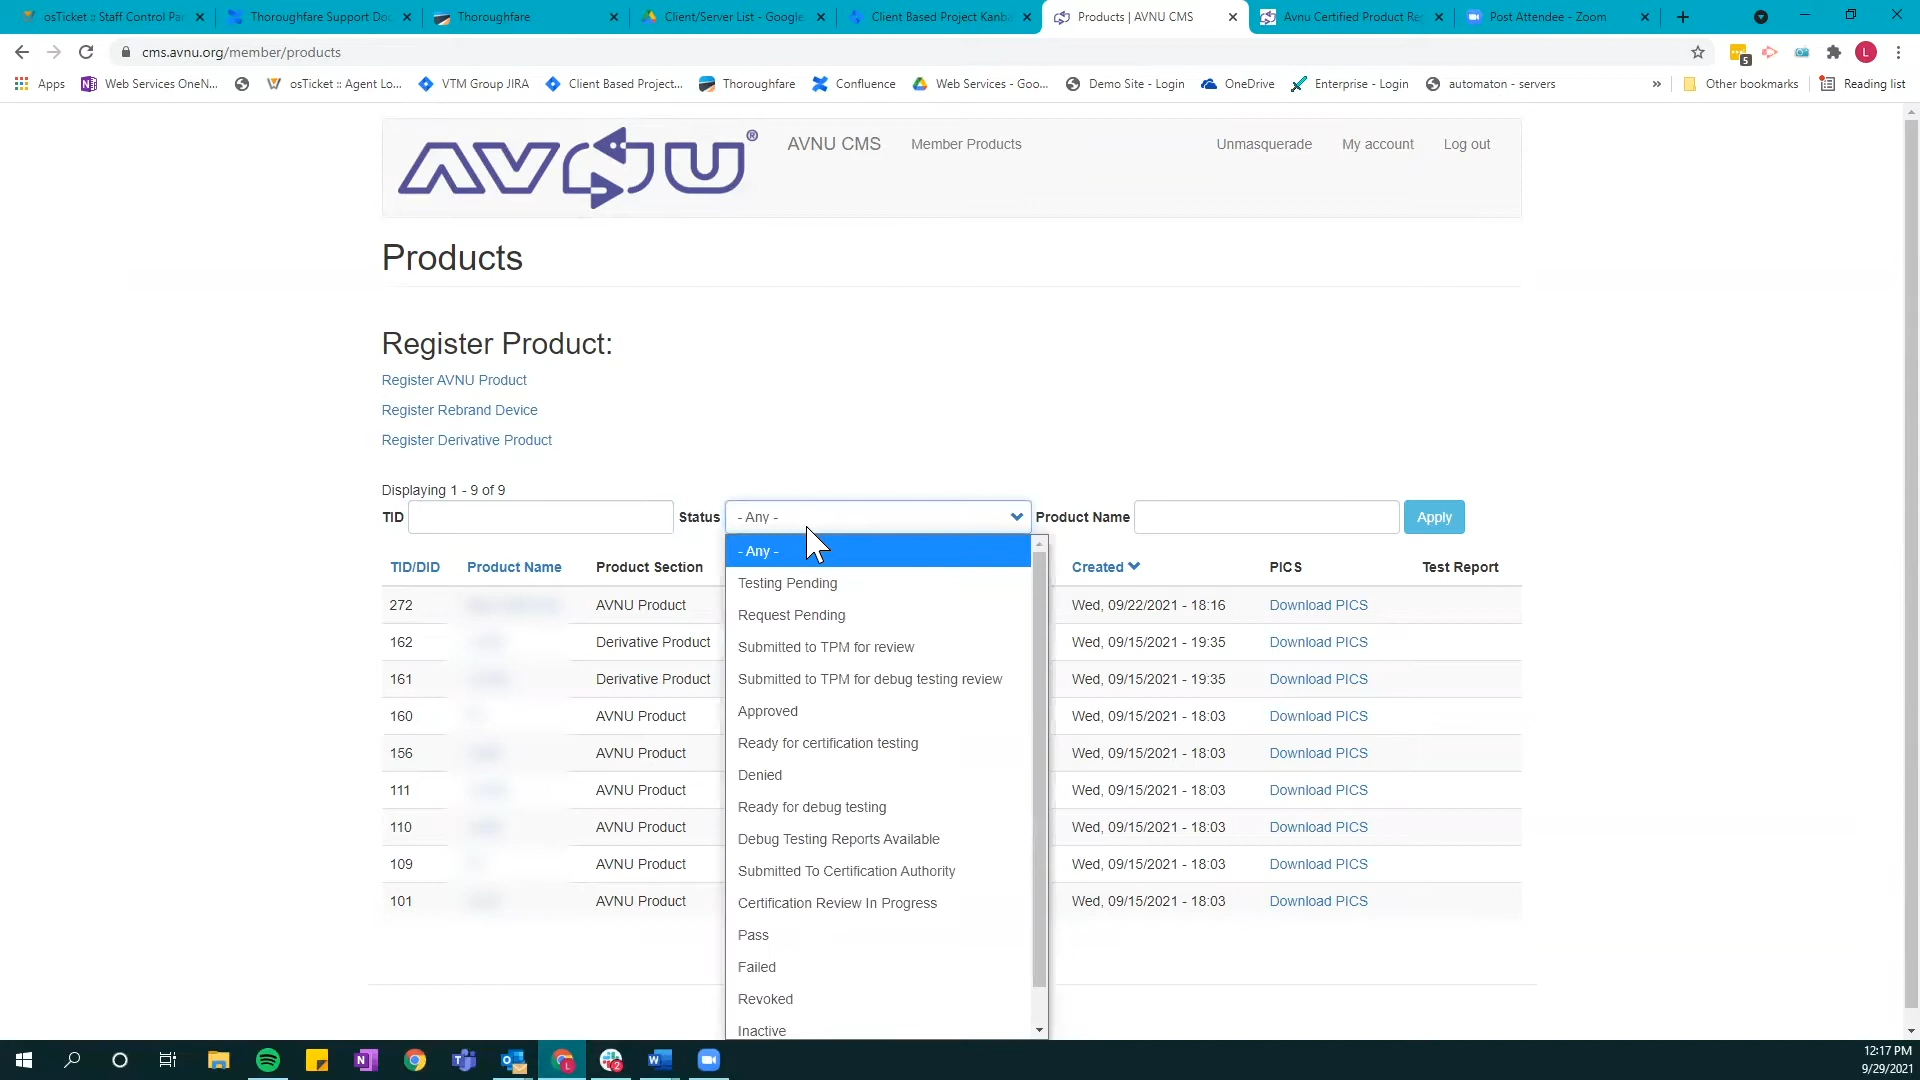 osTicket :: Staff Control Pa
Thoroughfare Support Do
Thoroughfare
Client/Server List - Google
Client Based Project Kanb
Products | AVNU CMS
Avnu Certified Product Re
Post Attendee - Zoom
cms.avnu.org/member/products
5
L
Apps
Web Services OneN...
osTicket :: Agent Lo...
VTM Group JIRA
Client Based Project...
Thoroughfare
Confluence
Web Services - Goo...
Demo Site - Login
OneDrive
Enterprise - Login
automaton - servers
»
Other bookmarks
Reading list
AVNU®
AVNU CMS
Member Products
Unmasquerade
My account
Log out
Products
Register Product:
Register AVNU Product
Register Rebrand Device
Register Derivative Product
Displaying 1 - 9 of 9
TID
Status
- Any -
Product Name
Apply
- Any -
Testing Pending
Request Pending
Submitted to TPM for review
Submitted to TPM for debug testing review
Approved
Ready for certification testing
Denied
Ready for debug testing
Debug Testing Reports Available
Submitted To Certification Authority
Certification Review In Progress
Pass
Failed
Revoked
Inactive
TID/DID Product Name Product Section Created PICS Test Report
272 AVNU Product Wed, 09/22/2021 - 18:16 Download PICS
162 Derivative Product Wed, 09/15/2021 - 19:35 Download PICS
161 Derivative Product Wed, 09/15/2021 - 19:35 Download PICS
160 AVNU Product Wed, 09/15/2021 - 18:03 Download PICS
156 AVNU Product Wed, 09/15/2021 - 18:03 Download PICS
111 AVNU Product Wed, 09/15/2021 - 18:03 Download PICS
110 AVNU Product Wed, 09/15/2021 - 18:03 Download PICS
109 AVNU Product Wed, 09/15/2021 - 18:03 Download PICS
101 AVNU Product Wed, 09/15/2021 - 18:03 Download PICS
12:17 PM
9/29/2021